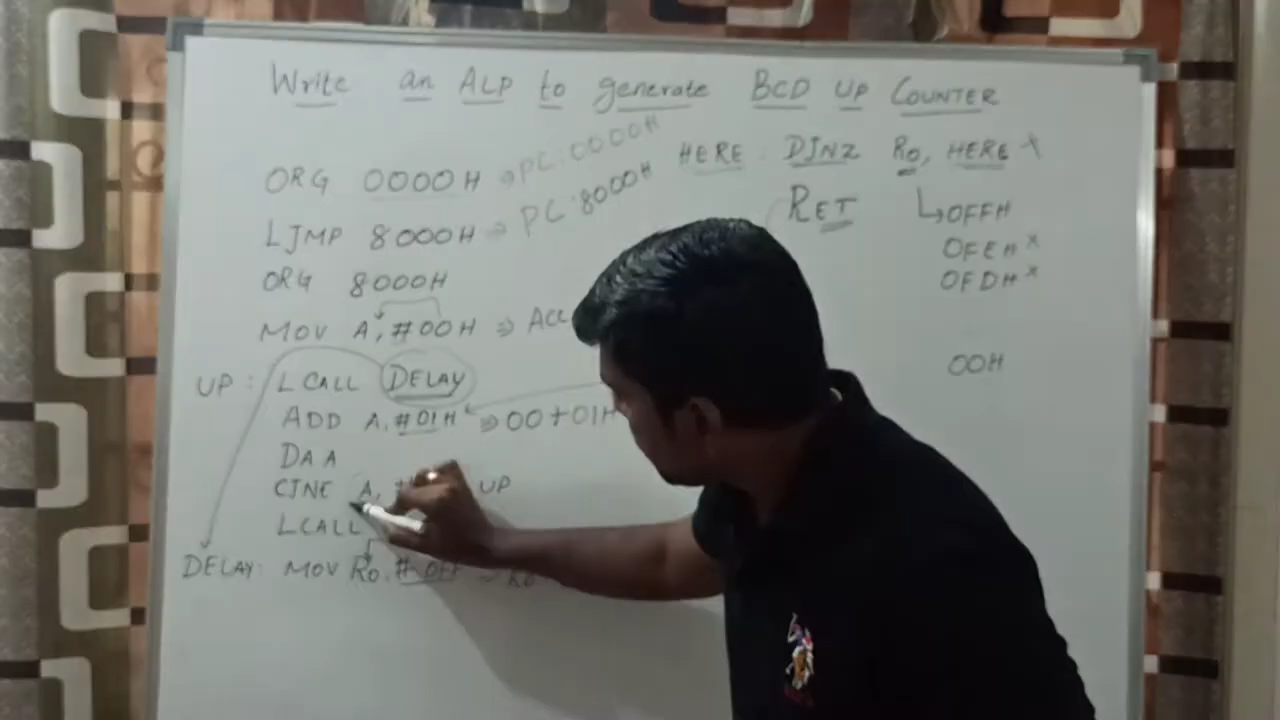 Write an ALP to generate BCD UP COUNTER
ORG 0000H ⇒ PC:0000H
LJMP 8000H ⇒ PC:8000H
ORG 8000H
MOV A, #00H ⇒ ACC
UP: LCALL DELAY
ADD A, #01H ⇒ 00+01H
DAA
CJNE A, UP
LCALL
DELAY: MOV R0, #0FF
HERE: DJNZ R0, HERE
RET
↳0FFH
0FEH x
0FDH x
00H